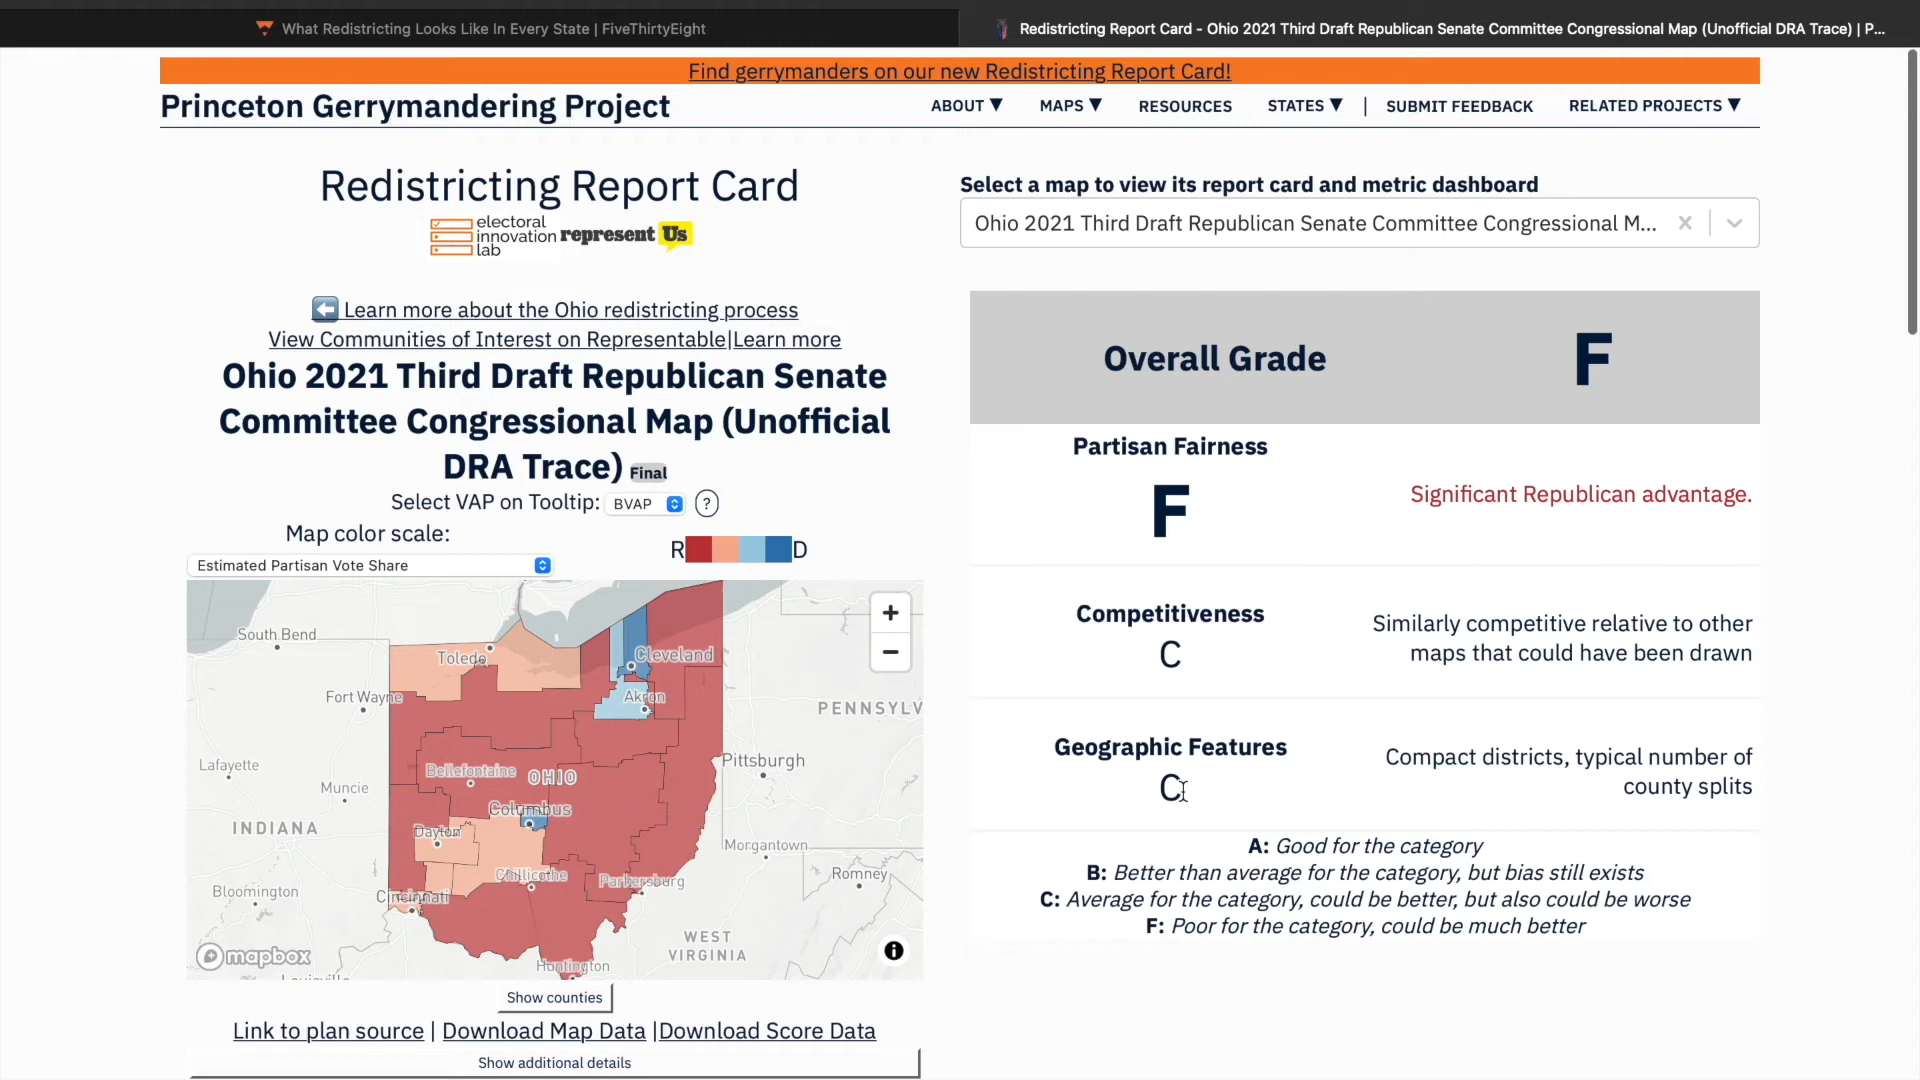 What Redistricting Looks Like In Every State | FiveThirtyEight
Redistricting Report Card - Ohio 2021 Third Draft Republican Senate Committee Congressional Map (Unofficial DRA Trace) | P...
Find gerrymanders on our new Redistricting Report Card!
Princeton Gerrymandering Project
ABOUT ▼ MAPS ▼ RESOURCES STATES ▼ | SUBMIT FEEDBACK RELATED PROJECTS ▼
Redistricting Report Card
electoral
innovation
lab
represent Us
Select a map to view its report card and metric dashboard
Ohio 2021 Third Draft Republican Senate Committee Congressional M...
Learn more about the Ohio redistricting process
View Communities of Interest on Representable|Learn more
Ohio 2021 Third Draft Republican Senate
Committee Congressional Map (Unofficial
DRA Trace) Final
Select VAP on Tooltip: BVAP ?
Map color scale:
R D
Estimated Partisan Vote Share
South Bend
Toledo
Cleveland
Fort Wayne
Akron
PENNSYLV
Lafayette
Muncie
Bellefontaine
OHIO
Pittsburgh
Columbus
INDIANA
Dayton
Morgantown
Chillicothe
Parkersburg
Romney
Bloomington
Cincinnati
WEST
VIRGINIA
Huntington
Louisville
mapbox
Show counties
Link to plan source | Download Map Data |Download Score Data
Show additional details
Overall Grade F
Partisan Fairness
F
Significant Republican advantage.
Competitiveness
C
Similarly competitive relative to other
maps that could have been drawn
Geographic Features
C
Compact districts, typical number of
county splits
A: Good for the category
B: Better than average for the category, but bias still exists
C: Average for the category, could be better, but also could be worse
F: Poor for the category, could be much better